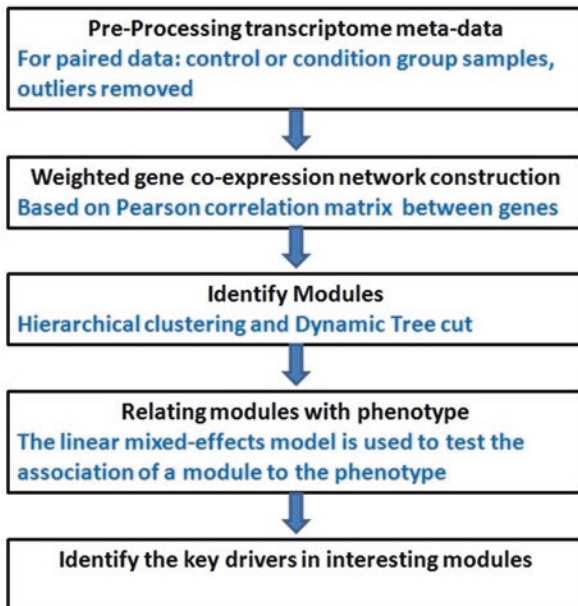 Pre-Processing transcriptome meta-data
For paired data: control or condition group samples,
outliers removed
Weighted gene co-expression network construction
Based on Pearson correlation matrix between genes
Identify Modules
Hierarchical clustering and Dynamic Tree cut
Relating modules with phenotype
The linear mixed-effects model is used to test the
association of a module to the phenotype
Identify the key drivers in interesting modules